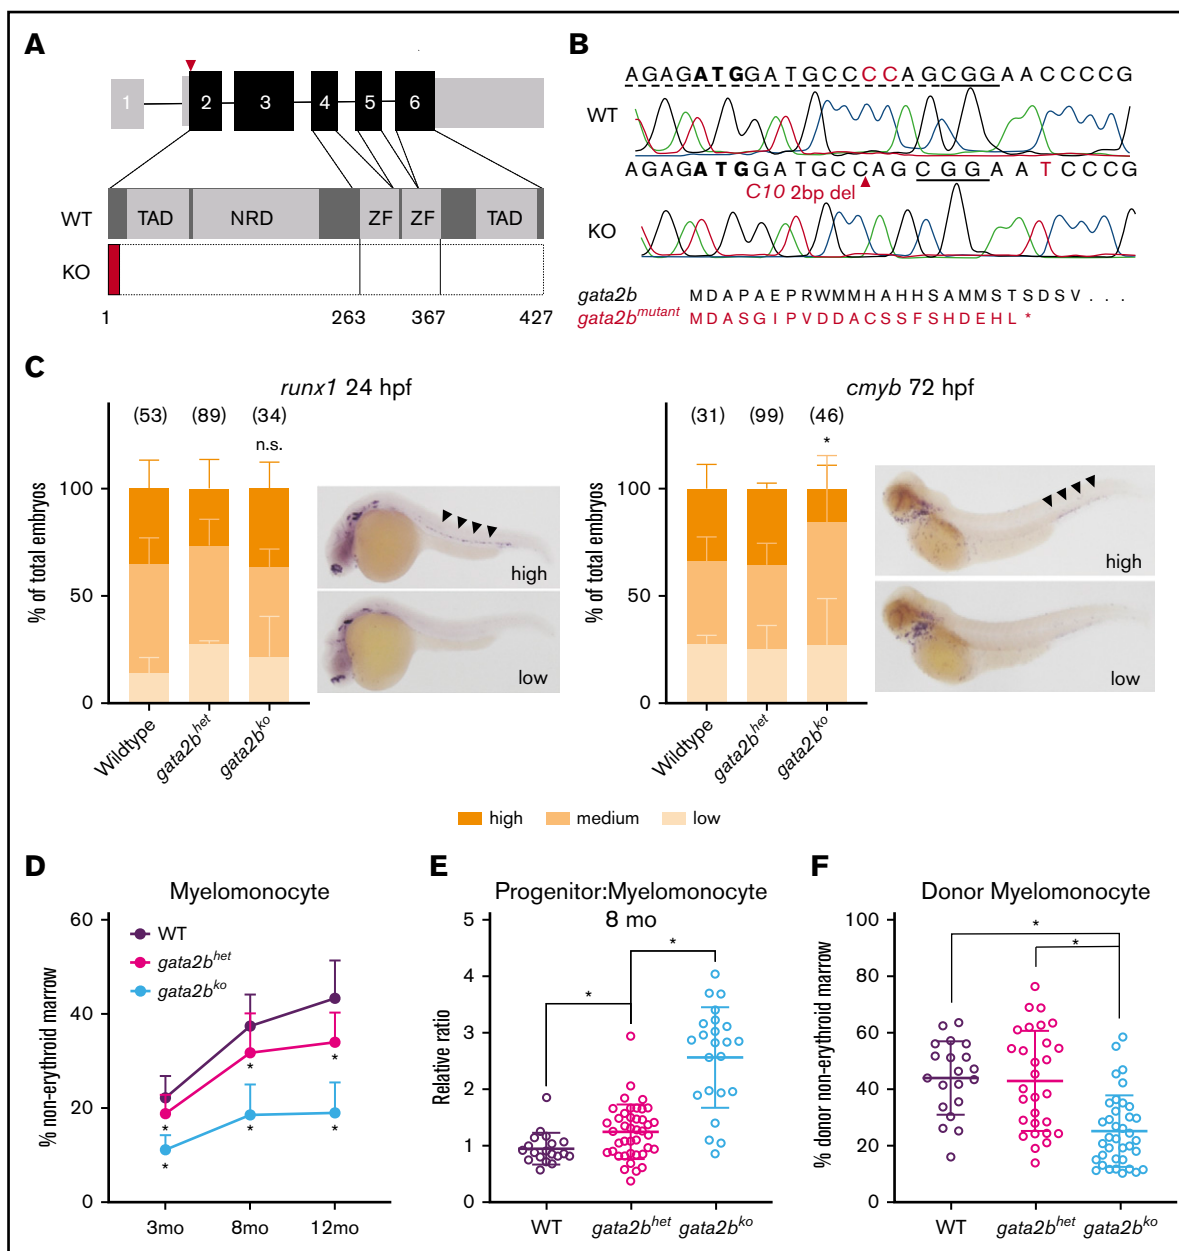 A
1 2 3 4 5 6
WT TAD NRD ZF ZF TAD
KO
1 263 367 427
B
AGAGATGGATGCCCCAGCGGAACCCCG
WT
AGAGATGGATGCCAGCGGAATCCCG
C10 2bp del
KO
gata2b MDAPAEPRWMMHAHHSAMMSTSDSV...
gata2bmutant MDASGIPVDDACSSFSHDEHL*
C
runx1 24 hpf
(53) (89) (34)
n.s.
% of total embryos
100
50
0
Wildtype gata2bhet gata2bko
high
low
cmyb 72 hpf
(31) (99) (46)
*
% of total embryos
100
50
0
Wildtype gata2bhet gata2bko
high
low
high medium low
D
Myelomonocyte
% non-erythroid marrow
60
40
20
0
WT
gata2bhet
gata2bko
* * * * *
3mo 8mo 12mo
E
Progenitor:Myelomonocyte
8 mo
Relative ratio
5
4
3
2
1
0
* *
WT gata2bhet gata2bko
F
Donor Myelomonocyte
% donor non-erythroid marrow
100
80
60
40
20
0
*
*
WT gata2bhet gata2bko